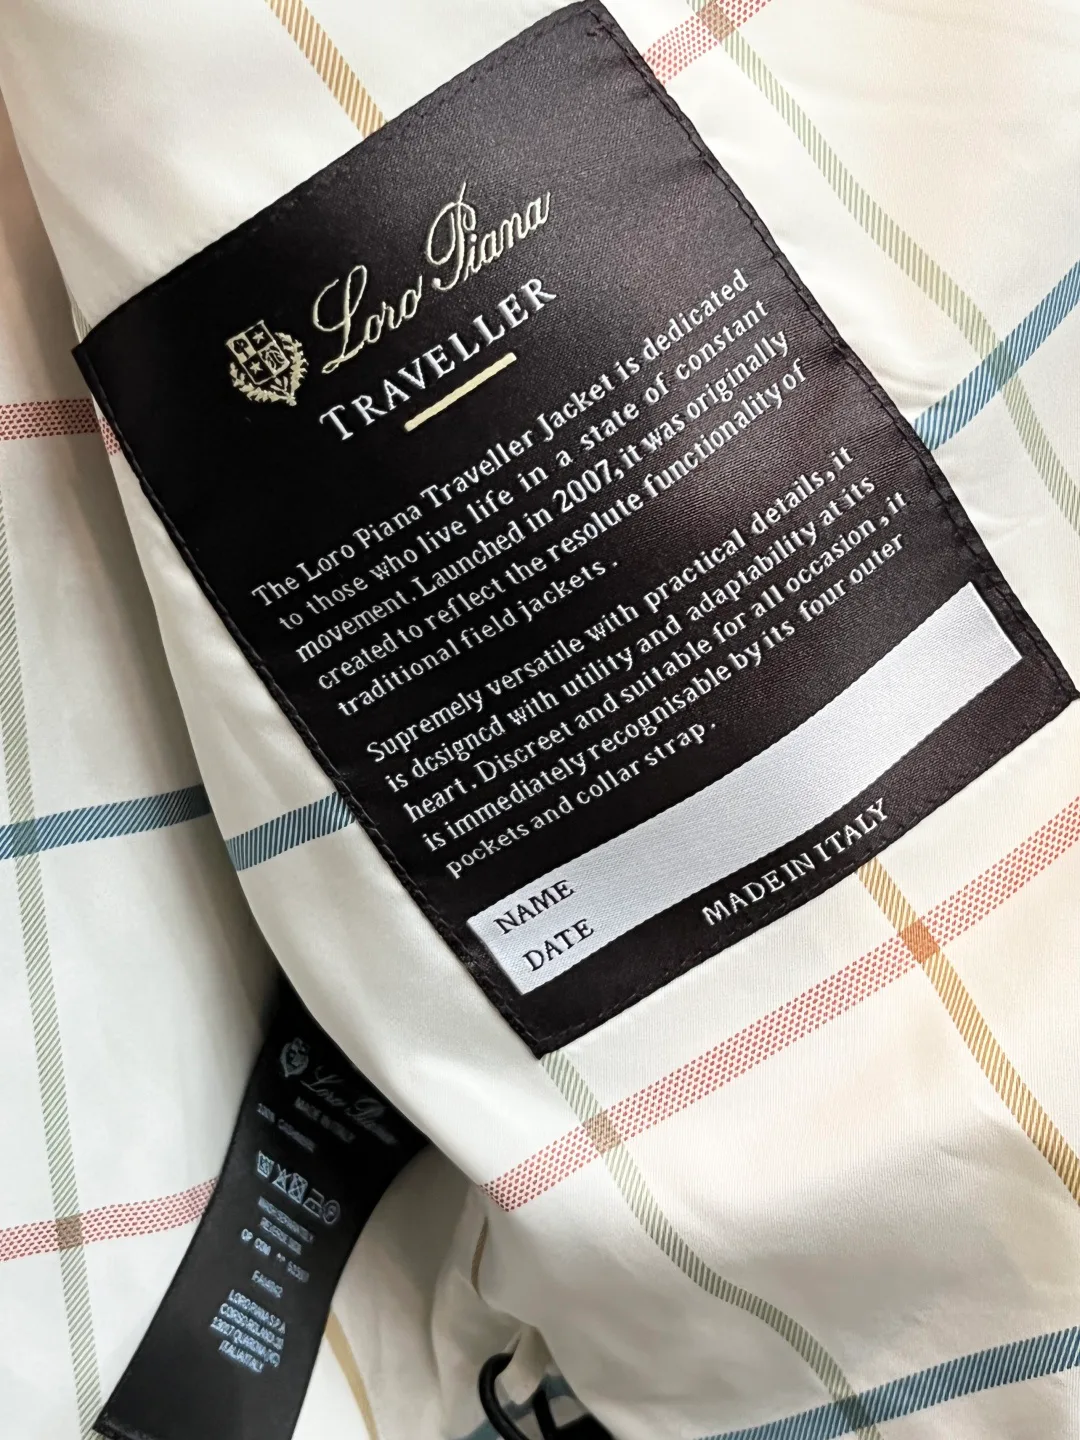 Loro Piana
TRAVELLER
The Loro Piana Traveller Jacket is dedicated
to those who live life in a state of constant
movement. Launched in 2007, it was originally
created to reflect the resolute functionality of
traditional field jackets.
Supremely versatile with practical details, it
is dcsigncd with utility and adaptability at its
heart. Discreet and suitable for all occasion, it
is immediately recognisable by its four outer
pockets and collar strap.
NAME
DATE
MADE IN ITALY
Loro Piana
MADE IN ITALY
100% CASHMERE
LORO PIANA S.P.A